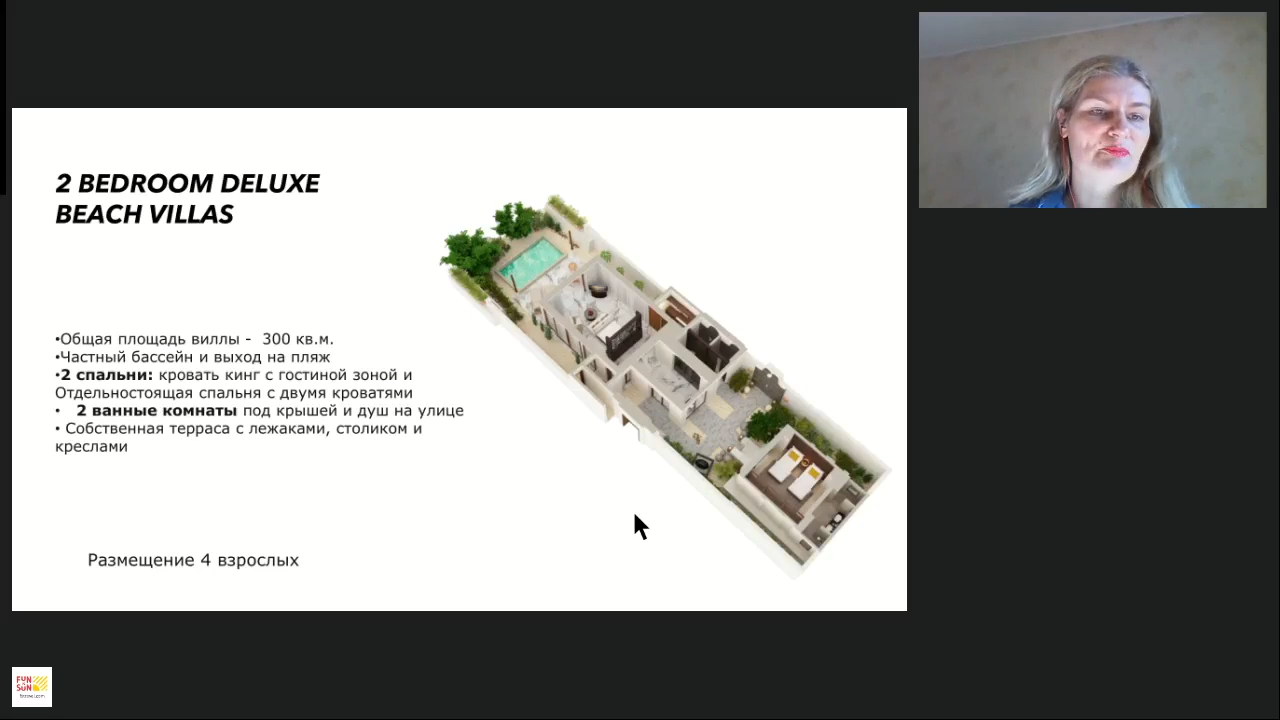 2 BEDROOM DELUXE
BEACH VILLAS
•Общая площадь виллы - 300 кв.м.
•Частный бассейн и выход на пляж
•2 спальни: кровать кинг с гостиной зоной и
Отдельностоящая спальня с двумя кроватями
• 2 ванные комнаты под крышей и душ на улице
• Собственная терраса с лежаками, столиком и
креслами
Размещение 4 взрослых
FUN
SUN